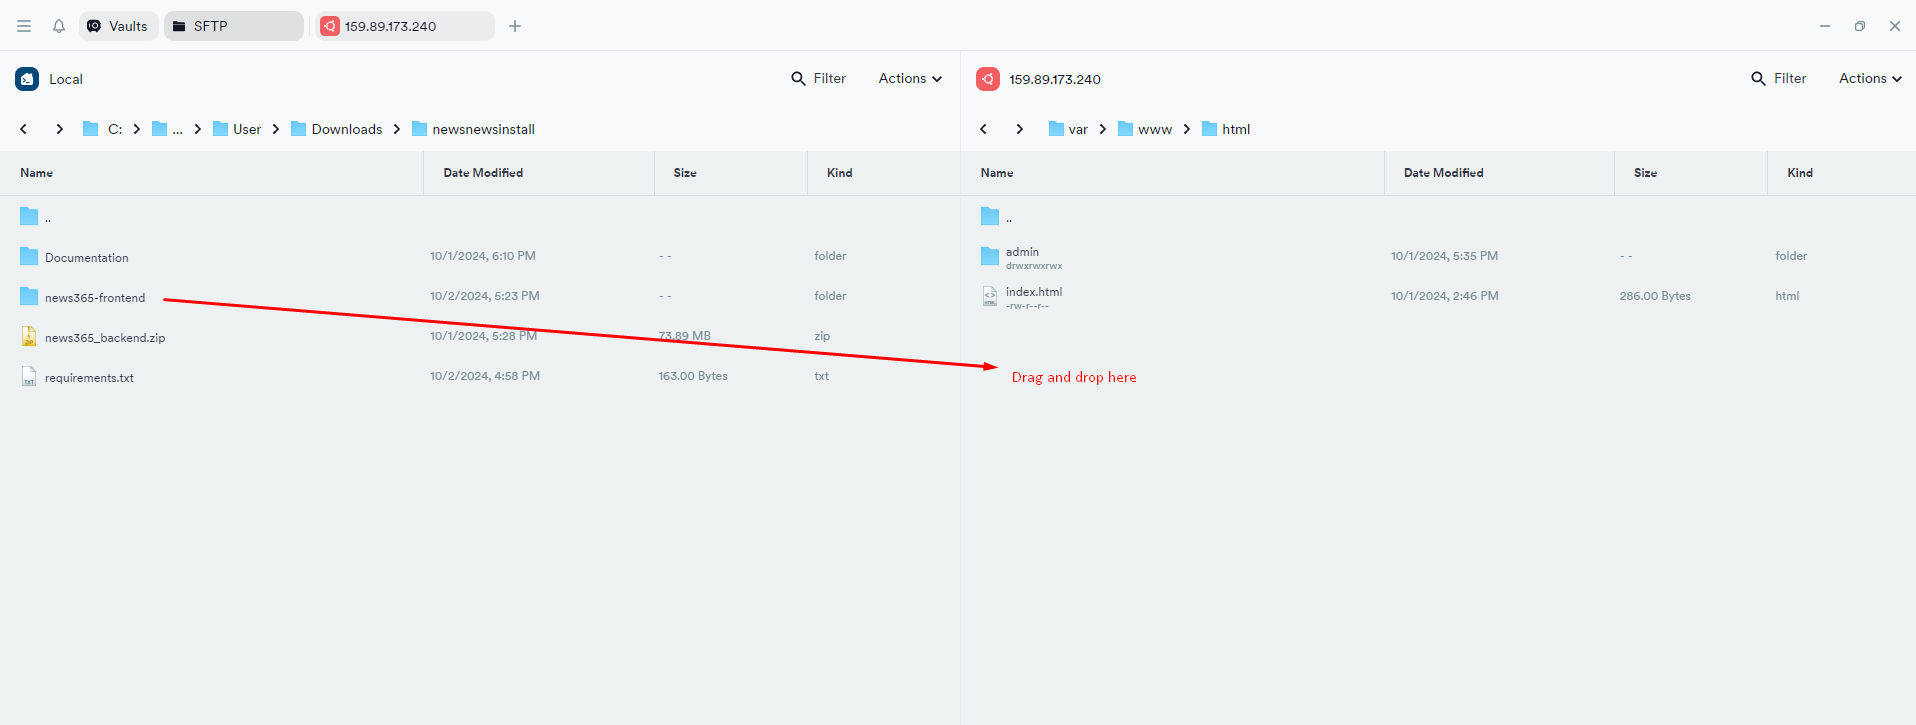 Vaults SFTP 159.89.173.240
Local Filter Actions
C: ... User Downloads newsnewsinstall
Name Date Modified Size Kind
..
Documentation 10/1/2024, 6:10 PM - - folder
news365-frontend 10/2/2024, 5:23 PM - - folder
news365_backend.zip 10/1/2024, 5:28 PM 73.89 MB zip
requirements.txt 10/2/2024, 4:58 PM 163.00 Bytes txt
159.89.173.240 Filter Actions
var www html
Name Date Modified Size Kind
..
admin 10/1/2024, 5:35 PM - - folder
drwxrwxrwx
index.html 10/1/2024, 2:46 PM 286.00 Bytes html
-rw-r--r--
Drag and drop here